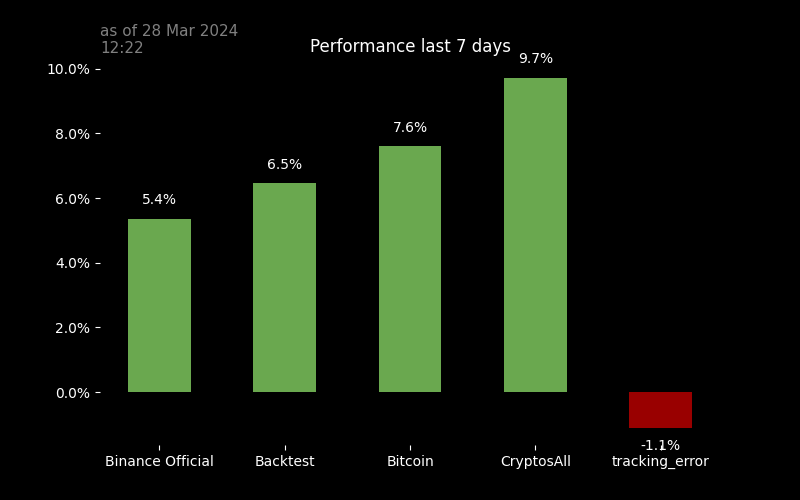 as of 28 Mar 2024
12:22
Performance last 7 days
10.0%
8.0%
6.0%
4.0%
2.0%
0.0%
5.4%
6.5%
7.6%
9.7%
-1.1%
Binance Official
Backtest
Bitcoin
CryptosAll
tracking_error